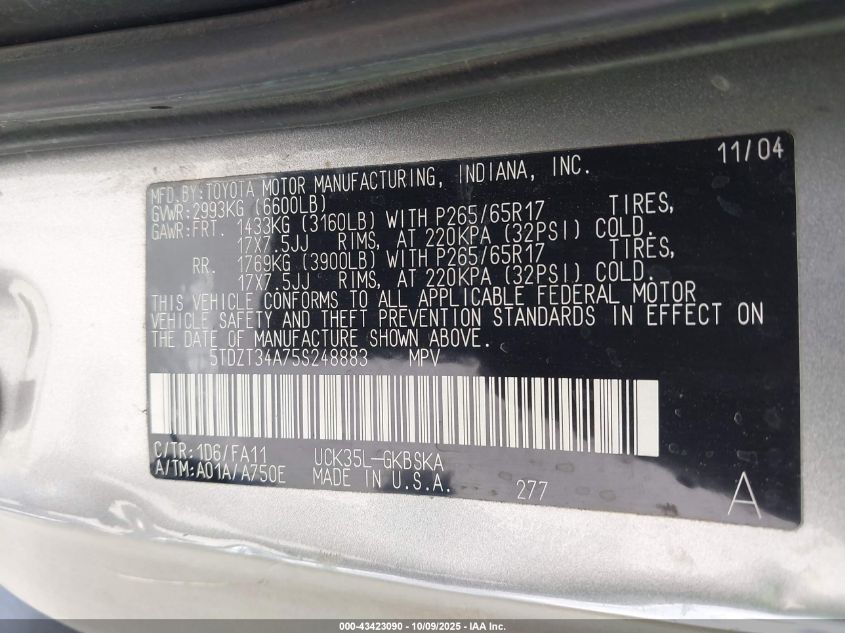 11/04
MFD.BY:TOYOTA MOTOR MANUFACTURING, INDIANA, INC.
GVWR:2993KG (6600LB)
GAWR:FRT. 1433KG (3160LB) WITH P265/65R17 TIRES,
17X7.5JJ RIMS, AT 220KPA (32PSI) COLD.
RR. 1769KG (3900LB) WITH P265/65R17 TIRES,
17X7.5JJ RIMS, AT 220KPA (32PSI) COLD.
THIS VEHICLE CONFORMS TO ALL APPLICABLE FEDERAL MOTOR
VEHICLE SAFETY AND THEFT PREVENTION STANDARDS IN EFFECT ON
THE DATE OF MANUFACTURE SHOWN ABOVE.
5TDZT34A75S248883 MPV
C/TR:1D6/FA11 UCK35L-GKBSKA
A/TM:A01A/A750E MADE IN U.S.A. 277 A
000-43423090 - 10/09/2025 - IAA Inc.